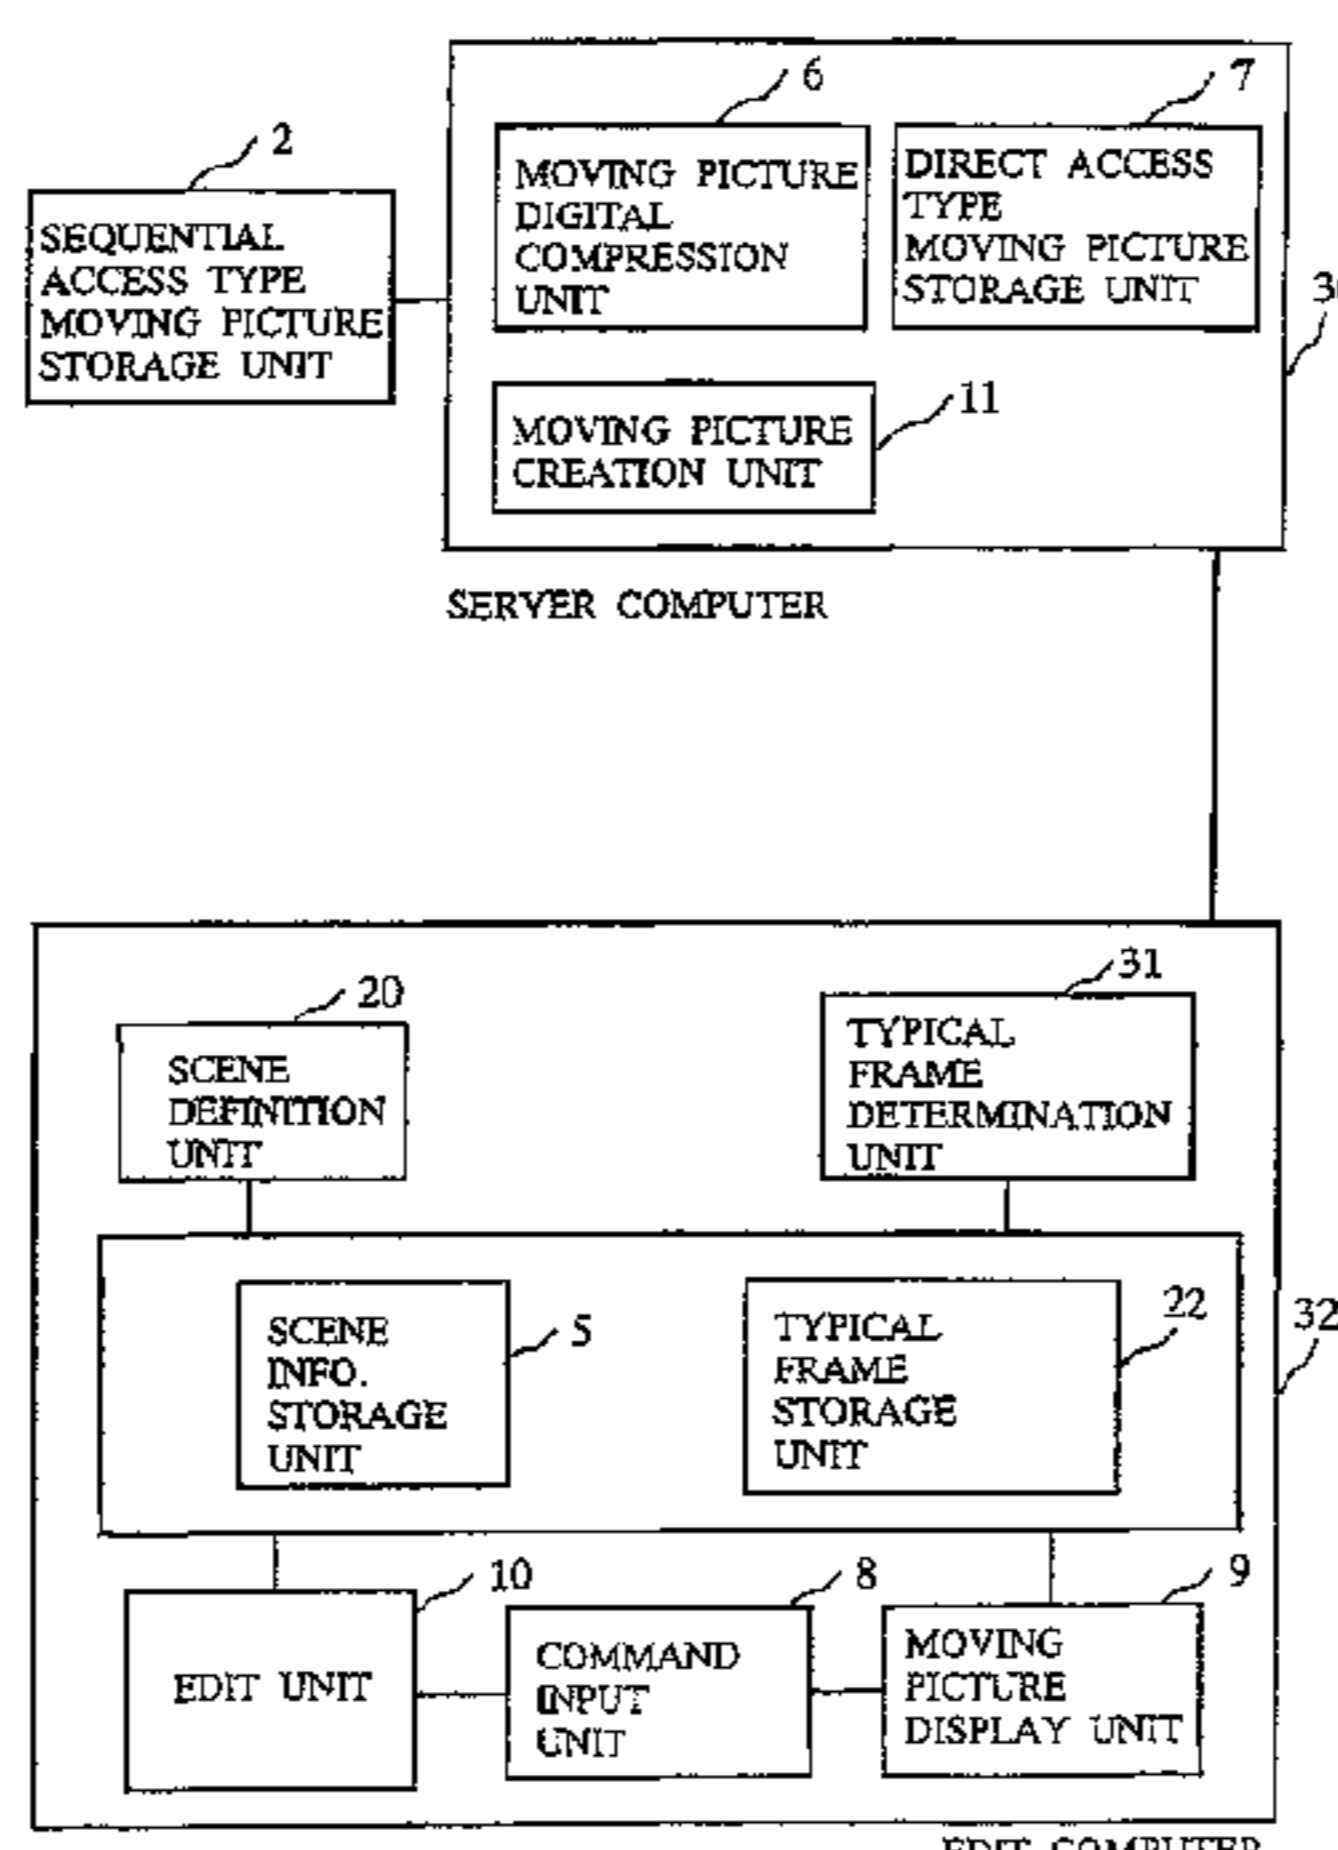 6
7
2
MOVING PICTURE
DIGITAL
COMPRESSION
UNIT
DIRECT ACCESS
TYPE
MOVING PICTURE
STORAGE UNIT
SEQUENTIAL
ACCESS TYPE
MOVING PICTURE
STORAGE UNIT
11
MOVING PICTURE
CREATION UNIT
SERVER COMPUTER
20
31
SCENE
DEFINITION
UNIT
TYPICAL
FRAME
DETERMINATION
UNIT
5
22
32
SCENE
INFO.
STORAGE
UNIT
TYPICAL
FRAME
STORAGE
UNIT
10
8
9
EDIT UNIT
COMMAND
INPUT
UNIT
MOVING
PICTURE
DISPLAY UNIT
EDIT COMPUTER